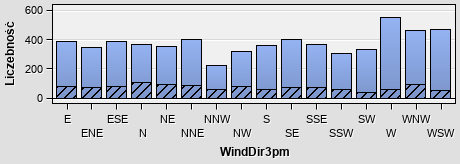 Liczebność
600
400
200
0
E ESE NE NNW S SSE SW WNW
ENE N NNE NW SE SSW W WSW
WindDir3pm